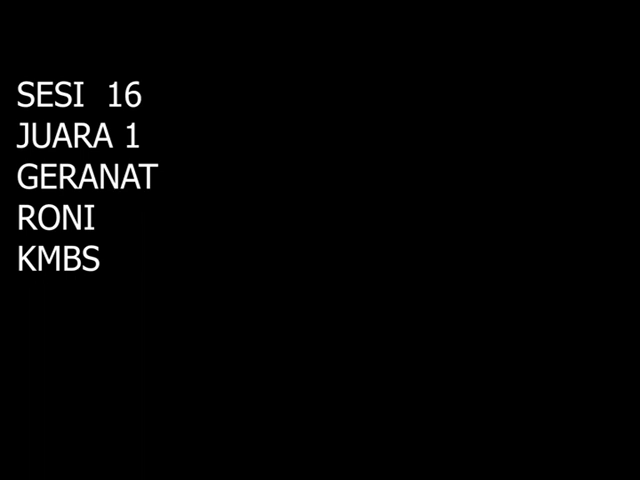 SESI  16
JUARA 1
GERANAT
RONI
KMBS